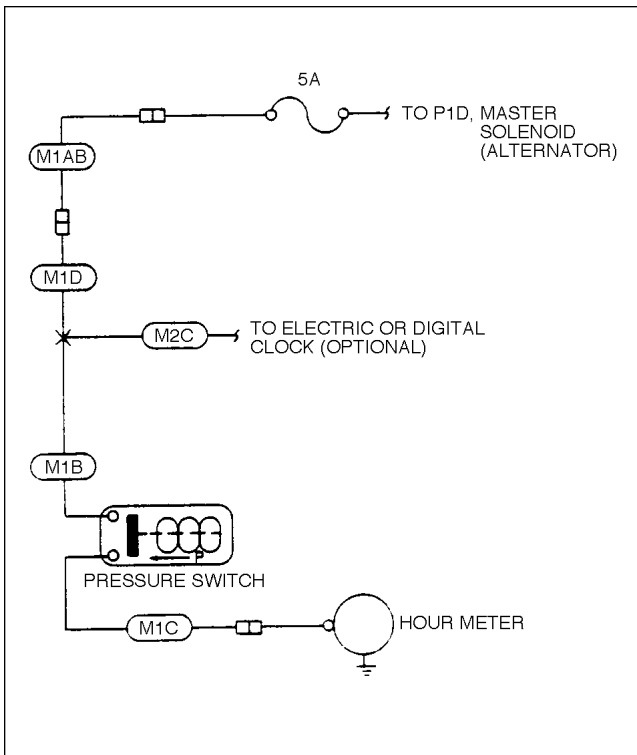 5A
TO P1D, MASTER
SOLENOID
(ALTERNATOR)
M1AB
M1D
M2C
TO ELECTRIC OR DIGITAL
CLOCK (OPTIONAL)
M1B
P
PRESSURE SWITCH
M1C
HOUR METER